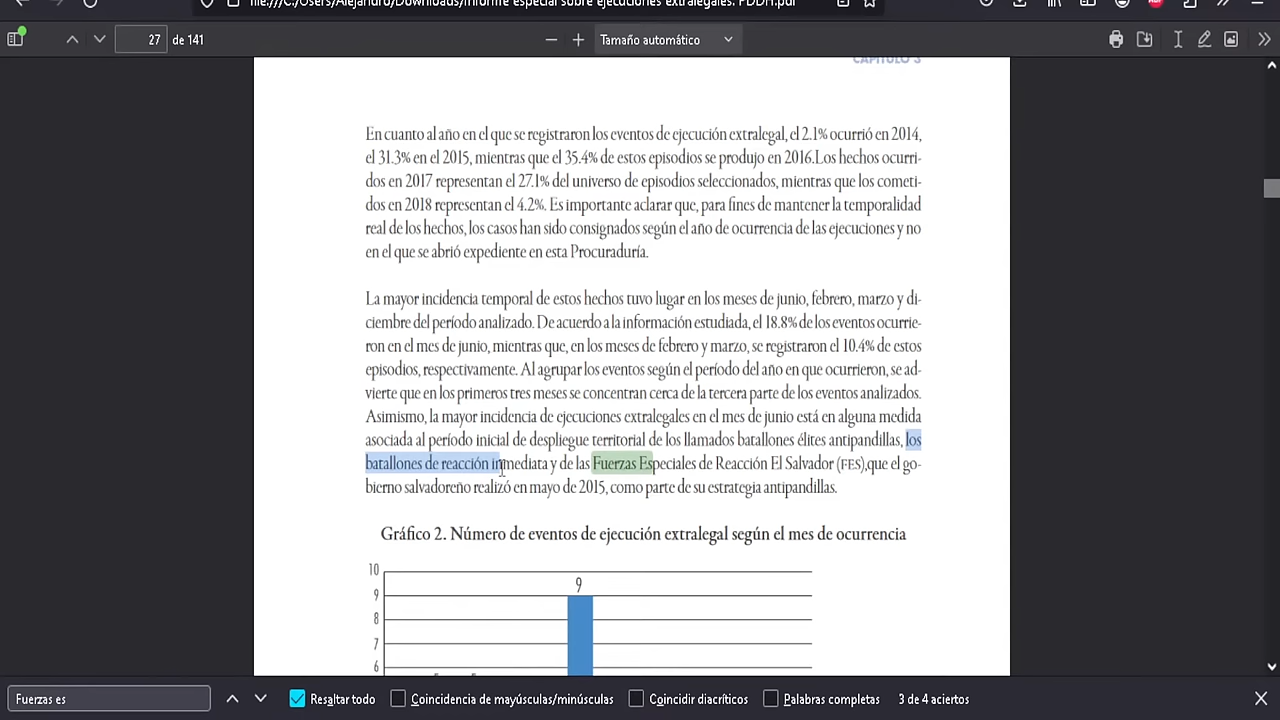 file:///C:/Users/Alejandro/Downloads/Informe especial sobre ejecuciones extralegales. PDDH.pdf
27 de 141
Tamaño automático
CAPÍTULO 3
En cuanto al año en el que se registraron los eventos de ejecución extralegal, el 2.1% ocurrió en 2014,
el 31.3% en el 2015, mientras que el 35.4% de estos episodios se produjo en 2016.Los hechos ocurri-
dos en 2017 representan el 27.1% del universo de episodios seleccionados, mientras que los cometi-
dos en 2018 representan el 4.2%. Es importante aclarar que, para fines de mantener la temporalidad
real de los hechos, los casos han sido consignados según el año de ocurrencia de las ejecuciones y no
en el que se abrió expediente en esta Procuraduría.
La mayor incidencia temporal de estos hechos tuvo lugar en los meses de junio, febrero, marzo y di-
ciembre del período analizado. De acuerdo a la información estudiada, el 18.8% de los eventos ocurrie-
ron en el mes de junio, mientras que, en los meses de febrero y marzo, se registraron el 10.4% de estos
episodios, respectivamente. Al agrupar los eventos según el período del año en que ocurrieron, se ad-
vierte que en los primeros tres meses se concentran cerca de la tercera parte de los eventos analizados.
Asimismo, la mayor incidencia de ejecuciones extralegales en el mes de junio está en alguna medida
asociada al período inicial de despliegue territorial de los llamados batallones élites antipandillas, los
batallones de reacción inmediata y de las Fuerzas Especiales de Reacción El Salvador (FES),que el go-
bierno salvadoreño realizó en mayo de 2015, como parte de su estrategia antipandillas.
Gráfico 2. Número de eventos de ejecución extralegal según el mes de ocurrencia
10
9
9
8
7
6
Fuerzas es
Resaltar todo
Coincidencia de mayúsculas/minúsculas
Coincidir diacríticos
Palabras completas
3 de 4 aciertos